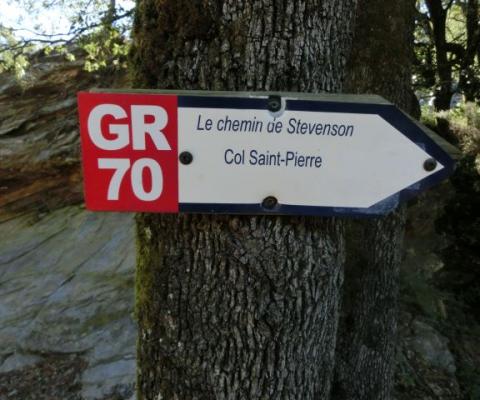 GR
70
Le chemin de Stevenson
Col Saint-Pierre